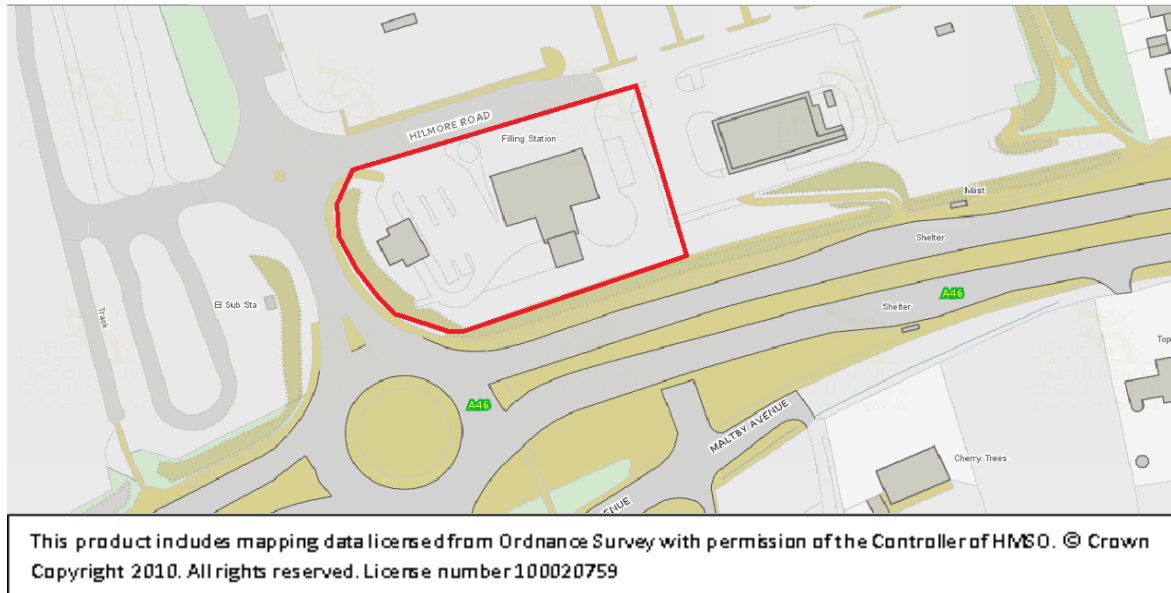 HILMORE ROAD
Filling Station
Mast
Shelter
A46
Shelter
El Sub Sta
Track
A46
MALTBY AVENUE
Cherry Trees
This product includes mapping data licensed from Ordnance Survey with permission of the Controller of HMSO. © Crown
Copyright 2010. All rights reserved. License number 100020759